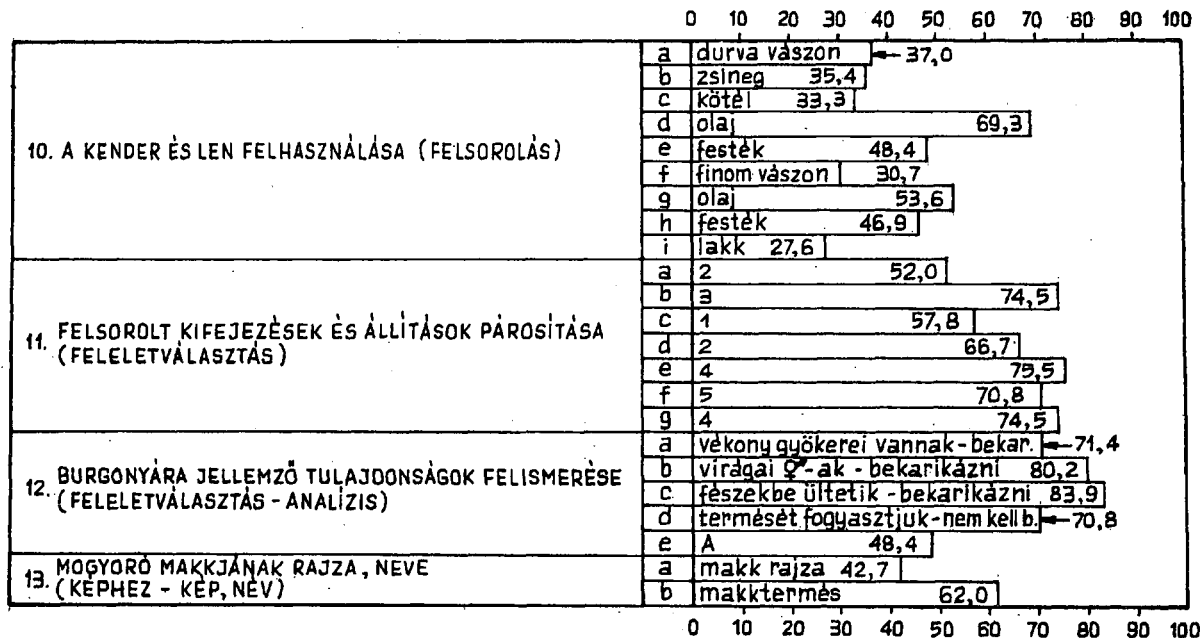 0 10 20 30 40 50 60 70 80 90 100
10. A KENDER ÉS LEN FELHASZNÁLÁSA (FELSOROLÁS)
a durva vászon 37,0
b zsineg 35,4
c kötél 33,3
d olaj 69,3
e festék 48,4
f finom vászon 30,7
g olaj 53,6
h festék 46,9
i lakk 27,6
11. FELSOROLT KIFEJEZÉSEK ÉS ÁLLÍTÁSOK PÁROSÍTÁSA
(FELELETVÁLASZTÁS)
a 2 52,0
b 3 74,5
c 1 57,8
d 2 66,7
e 4 75,5
f 5 70,8
g 4 74,5
12. BURGONYÁRA JELLEMZŐ TULAJDONSÁGOK FELISMERÉSE
(FELELETVÁLASZTÁS - ANALÍZIS)
a vékony gyökerei vannak - bekar. 71,4
b virágai ⚥-ak - bekarikázni 80,2
c fészekbe ültetik - bekarikázni 83,9
d termését fogyasztjuk - nem kell b. 70,8
e A 48,4
13. MOGYORÓ MAKKJÁNAK RAJZA, NEVE
(KÉPHEZ - KÉP, NÉV)
a makk rajza 42,7
b makktermés 62,0
0 10 20 30 40 50 60 70 80 90 100